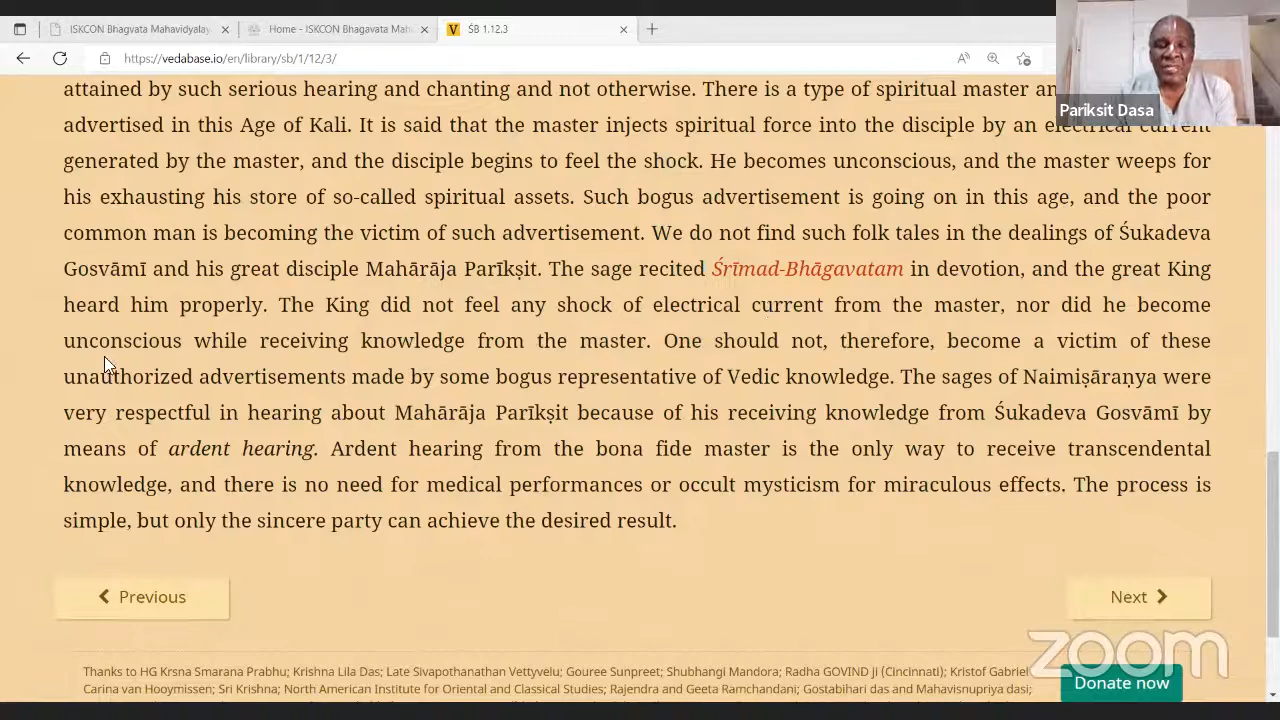 ISKCON Bhagvata Mahavidyalay
Home - ISKCON Bhagavata Mah
ŚB 1.12.3
https://vedabase.io/en/library/sb/1/12/3/
Pariksit Dasa
attained by such serious hearing and chanting and not otherwise. There is a type of spiritual master
advertised in this Age of Kali. It is said that the master injects spiritual force into the disciple by an electrical current
generated by the master, and the disciple begins to feel the shock. He becomes unconscious, and the master weeps for
his exhausting his store of so-called spiritual assets. Such bogus advertisement is going on in this age, and the poor
common man is becoming the victim of such advertisement. We do not find such folk tales in the dealings of Śukadeva
Gosvāmī and his great disciple Mahārāja Parīkṣit. The sage recited Śrīmad-Bhāgavatam in devotion, and the great King
heard him properly. The King did not feel any shock of electrical current from the master, nor did he become
unconscious while receiving knowledge from the master. One should not, therefore, become a victim of these
unauthorized advertisements made by some bogus representative of Vedic knowledge. The sages of Naimiṣāraṇya were
very respectful in hearing about Mahārāja Parīkṣit because of his receiving knowledge from Śukadeva Gosvāmī by
means of ardent hearing. Ardent hearing from the bona fide master is the only way to receive transcendental
knowledge, and there is no need for medical performances or occult mysticism for miraculous effects. The process is
simple, but only the sincere party can achieve the desired result.
Previous
Next
zoom
Thanks to HG Krsna Smarana Prabhu; Krishna Lila Das; Late Sivapothanathan Vettyvelu; Gouree Sunpreet; Shubhangi Mandora; Radha GOVIND ji (Cincinnati); Kristof Gabriel
Carina van Hooymissen; Sri Krishna; North American Institute for Oriental and Classical Studies; Rajendra and Geeta Ramchandani; Gostabihari das and Mahavisnupriya dasi;
Donate now